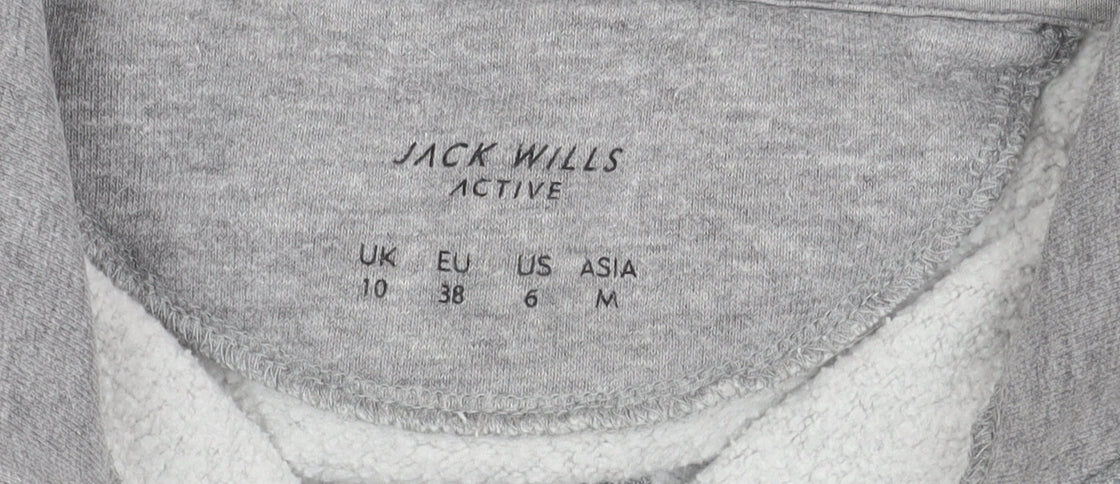 JACK WILLS
ACTIVE
UK EU US ASIA
10 38 6 M